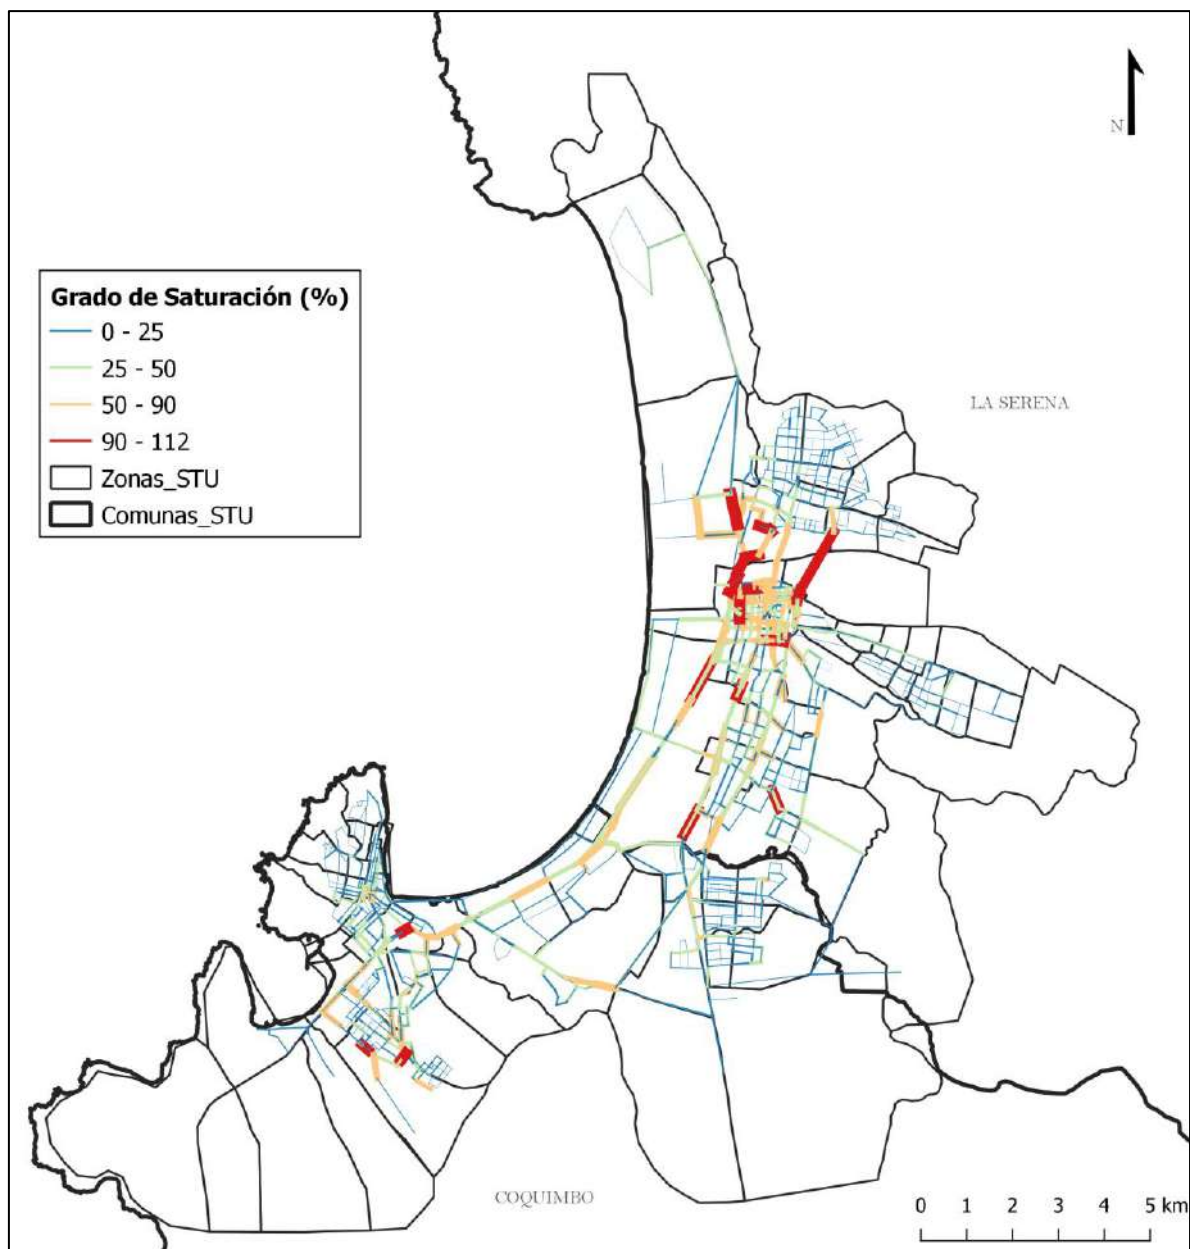 N
Grado de Saturación (%)
0 - 25
25 - 50
50 - 90
90 - 112
Zonas_STU
Comunas_STU
LA SERENA
COQUIMBO
0 1 2 3 4 5 km